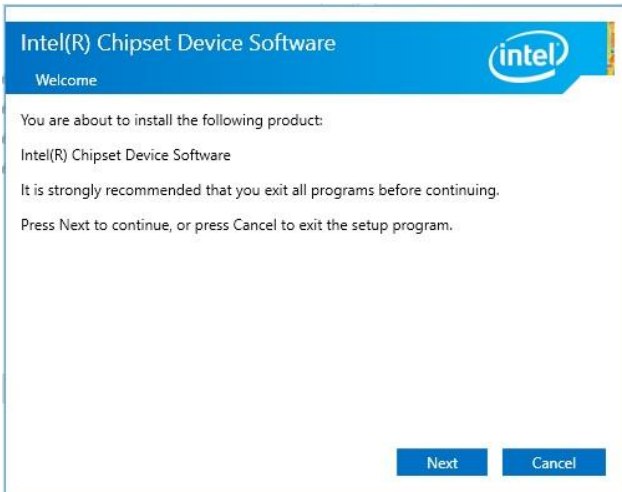 Intel(R) Chipset Device Software
intel
Welcome
You are about to install the following product:
Intel(R) Chipset Device Software
It is strongly recommended that you exit all programs before continuing.
Press Next to continue, or press Cancel to exit the setup program.
Next
Cancel